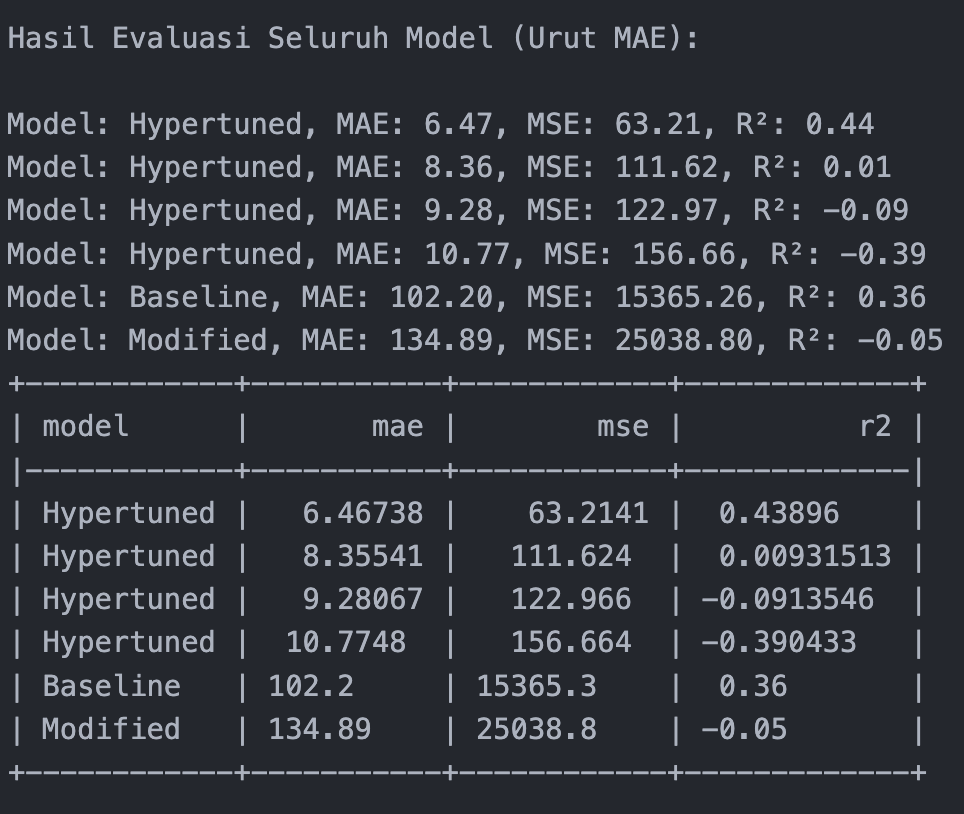 Hasil Evaluasi Seluruh Model (Urut MAE):
Model: Hypertuned, MAE: 6.47, MSE: 63.21, R²: 0.44
Model: Hypertuned, MAE: 8.36, MSE: 111.62, R²: 0.01
Model: Hypertuned, MAE: 9.28, MSE: 122.97, R²: -0.09
Model: Hypertuned, MAE: 10.77, MSE: 156.66, R²: -0.39
Model: Baseline, MAE: 102.20, MSE: 15365.26, R²: 0.36
Model: Modified, MAE: 134.89, MSE: 25038.80, R²: -0.05
+------------+-----------+-------------+--------------+
| model      |       mae |        mse |          r2 |
|------------+-----------+-------------+-------------|
| Hypertuned |   6.46738 |    63.2141 |  0.43896    |
| Hypertuned |   8.35541 |   111.624  |  0.00931513 |
| Hypertuned |   9.28067 |   122.966  | -0.0913546  |
| Hypertuned |  10.7748  |   156.664  | -0.390433   |
| Baseline   | 102.2     | 15365.3    |  0.36       |
| Modified   | 134.89    | 25038.8    | -0.05       |
+------------+-----------+-------------+--------------+